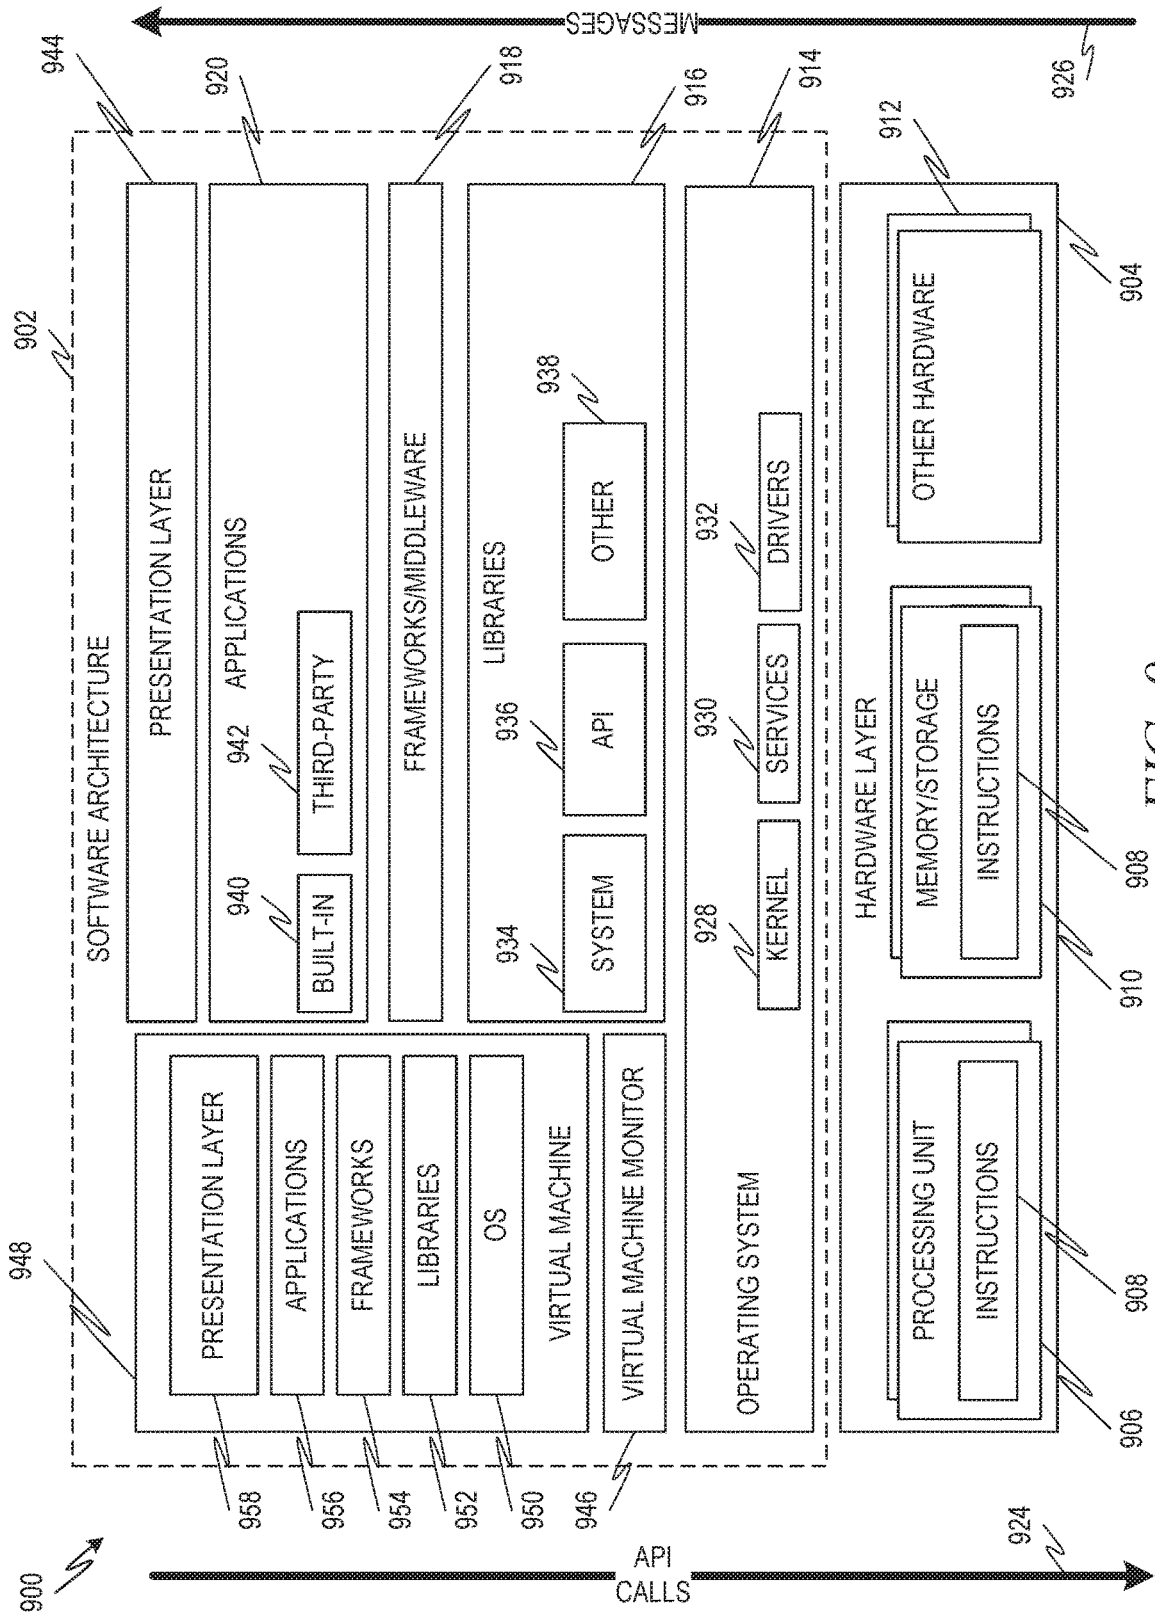 900
902
SOFTWARE ARCHITECTURE
944
PRESENTATION LAYER
920
APPLICATIONS
940
BUILT-IN
942
THIRD-PARTY
918
FRAMEWORKS/MIDDLEWARE
916
LIBRARIES
934
SYSTEM
936
API
938
OTHER
948
PRESENTATION LAYER
958
APPLICATIONS
956
FRAMEWORKS
954
LIBRARIES
952
OS
950
VIRTUAL MACHINE
VIRTUAL MACHINE MONITOR
946
914
OPERATING SYSTEM
928
KERNEL
930
SERVICES
932
DRIVERS
HARDWARE LAYER
904
PROCESSING UNIT
INSTRUCTIONS
906
908
MEMORY/STORAGE
INSTRUCTIONS
910
908
OTHER HARDWARE
912
API
CALLS
924
MESSAGES
926